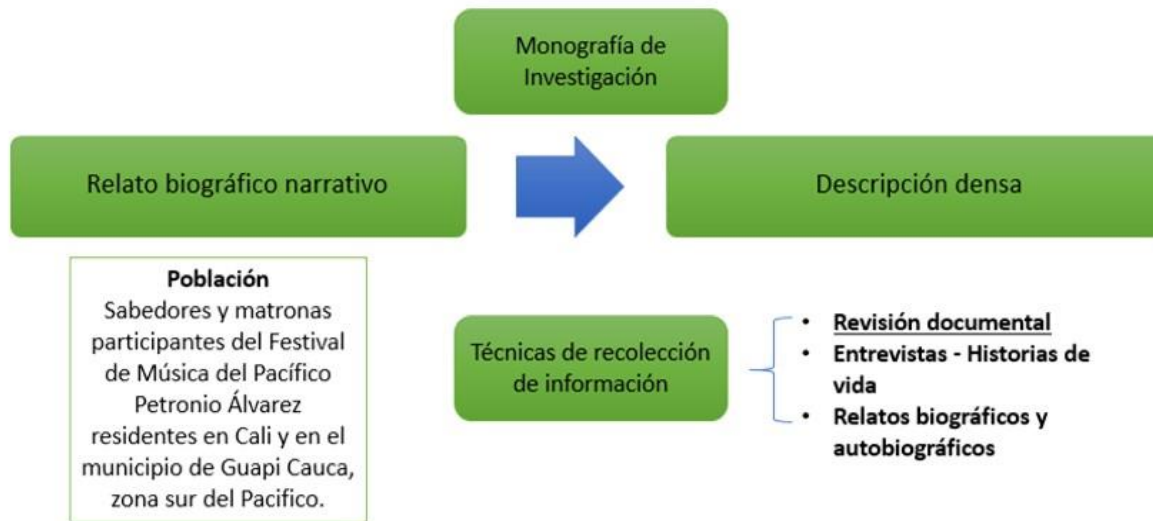 Monografía de
Investigación
Relato biográfico narrativo
Descripción densa
Población
Sabedores y matronas
participantes del Festival
de Música del Pacífico
Petronio Álvarez
residentes en Cali y en el
municipio de Guapi Cauca,
zona sur del Pacifico.
Técnicas de recolección
de información
• Revisión documental
• Entrevistas - Historias de
vida
• Relatos biográficos y
autobiográficos